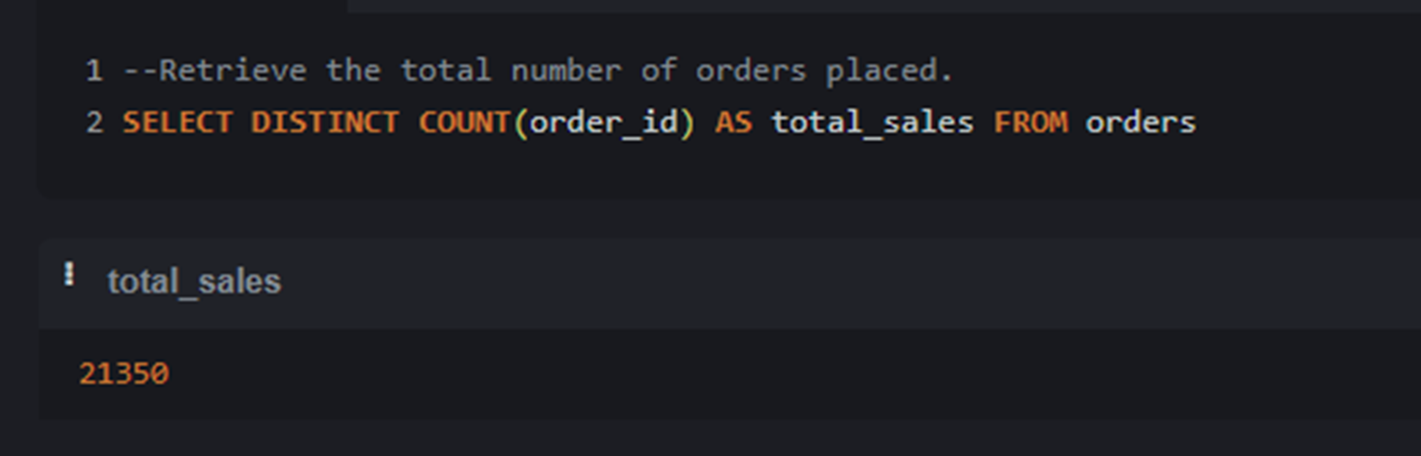 1 --Retrieve the total number of orders placed.
2 SELECT DISTINCT COUNT(order_id) AS total_sales FROM orders
total_sales
21350